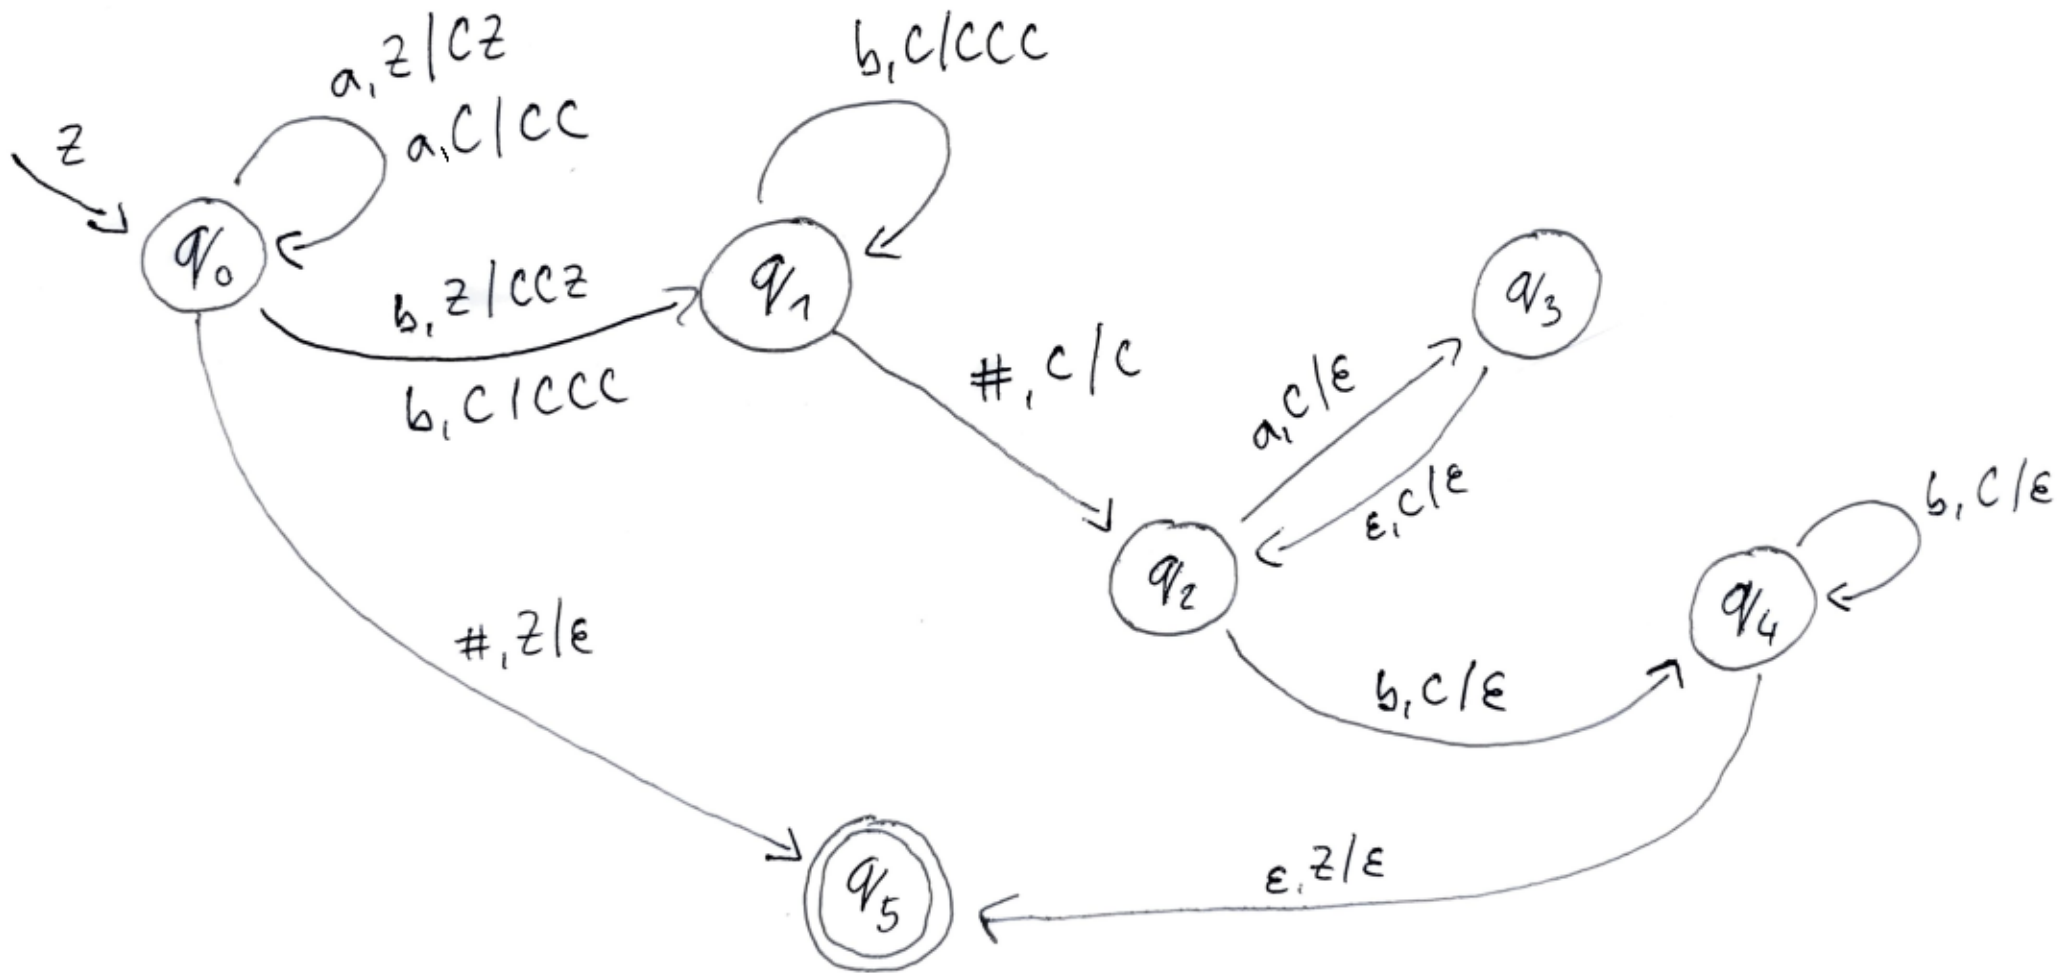 a, Z/CZ
b, C/CCC
Z
a, C/CC
q0
q1
q3
b, Z/CCZ
b, C/CCC
#, C/C
a, C/ε
ε, C/ε
b, C/ε
q2
q4
#, Z/ε
b, C/ε
ε, Z/ε
q5